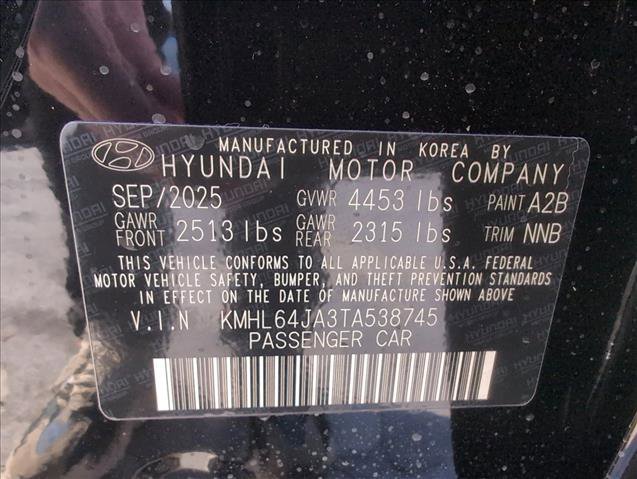 MANUFACTURED IN KOREA BY
HYUNDAI MOTOR COMPANY
SEP/2025 GVWR 4453 lbs PAINT A2B
GAWR FRONT 2513 lbs GAWR REAR 2315 lbs TRIM NNB
THIS VEHICLE CONFORMS TO ALL APPLICABLE U.S.A. FEDERAL
MOTOR VEHICLE SAFETY, BUMPER, AND THEFT PREVENTION STANDARDS
IN EFFECT ON THE DATE OF MANUFACTURE SHOWN ABOVE
V.I.N KMHL64JA3TA538745
PASSENGER CAR